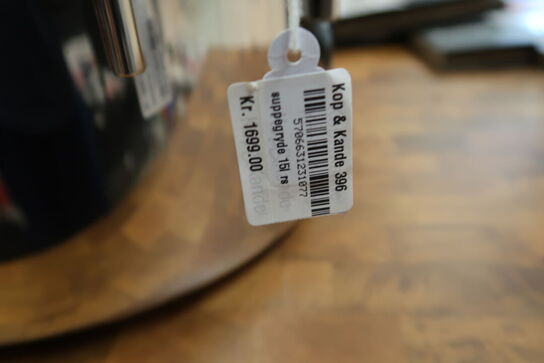 Kop & Kande 396
5706631231077
suppegryde 15l rs
Kr. 1699.00